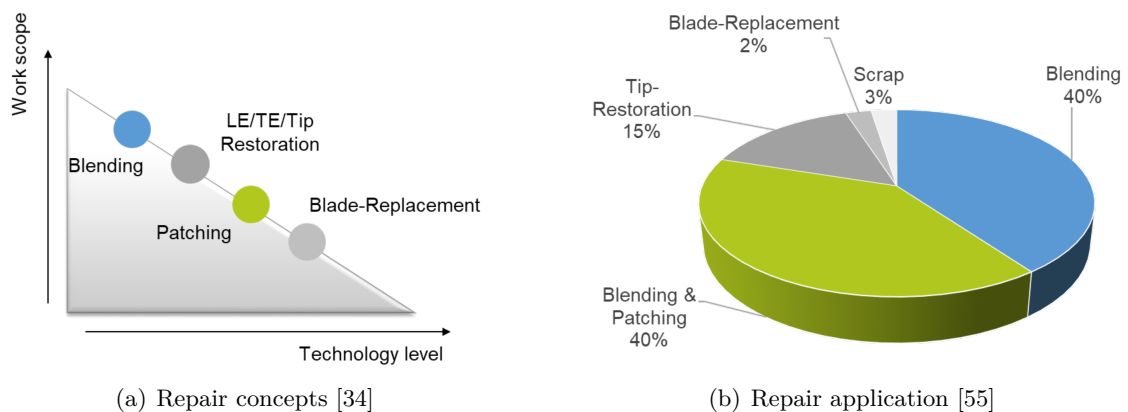 Work scope
LE/TE/Tip
Restoration
Blending
Blade-Replacement
Patching
Technology level
(a) Repair concepts [34]
Blade-Replacement
2%
Scrap
3%
Blending
40%
Tip-
Restoration
15%
Blending &
Patching
40%
(b) Repair application [55]